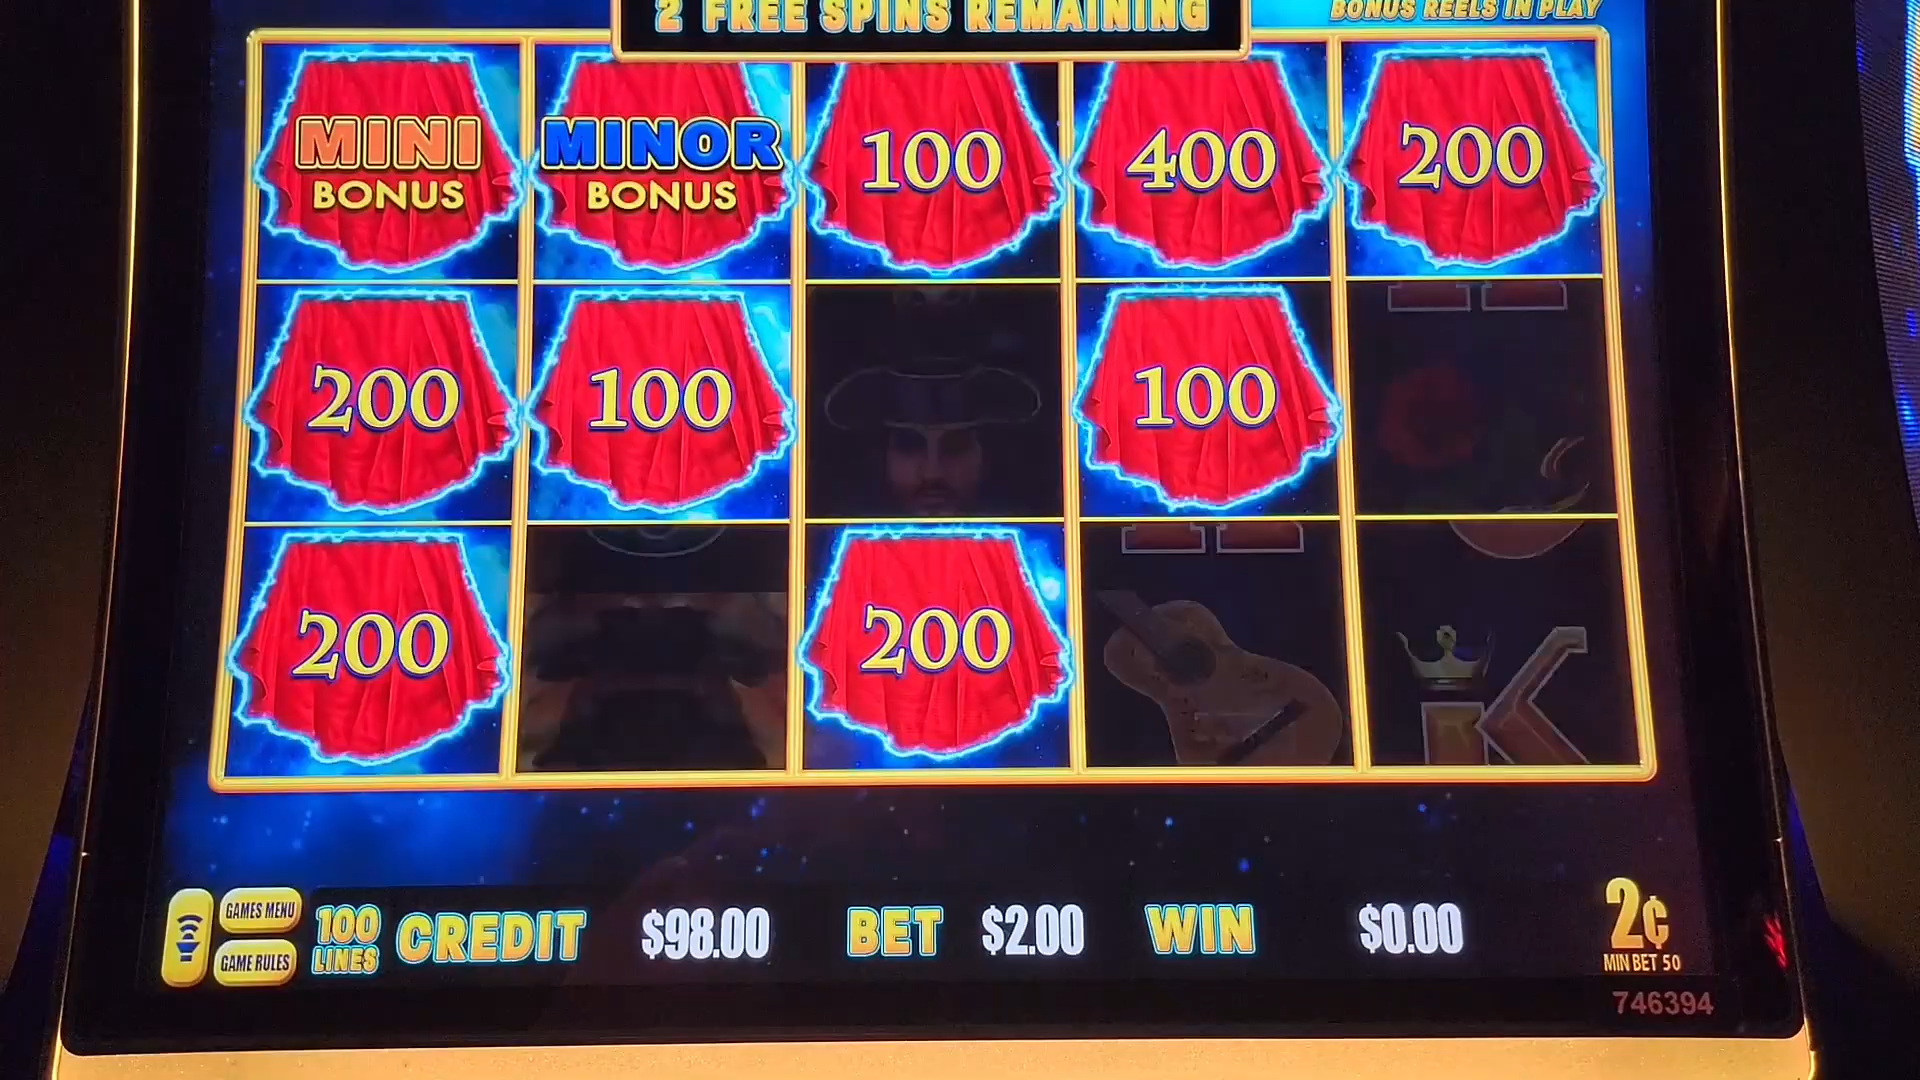 2 FREE SPINS REMAINING
BONUS REELS IN PLAY
MINI
BONUS
MINOR
BONUS
100
400
200
200
100
100
200
200
K
GAMES MENU
GAME RULES
100
LINES
CREDIT
$98.00
BET
$2.00
WIN
$0.00
2¢
MIN BET 50
746394